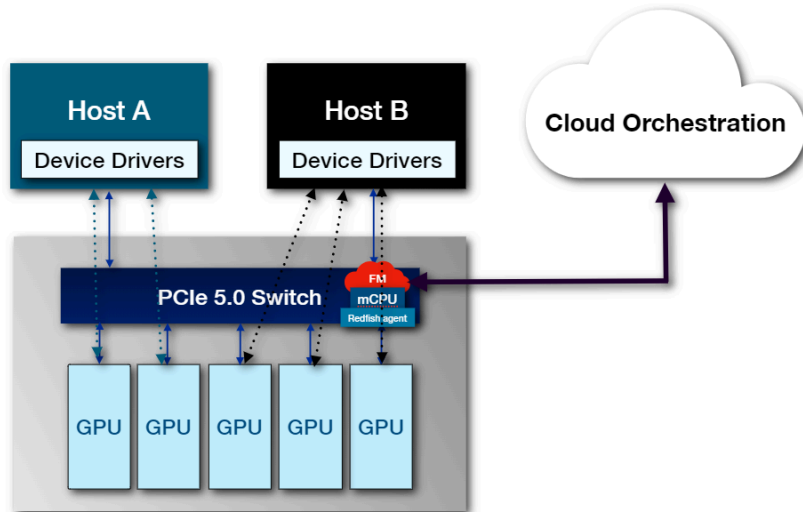 Host A
Device Drivers
Host B
Device Drivers
Cloud Orchestration
PCIe 5.0 Switch
FM
mCPU
Redfish agent
GPU
GPU
GPU
GPU
GPU